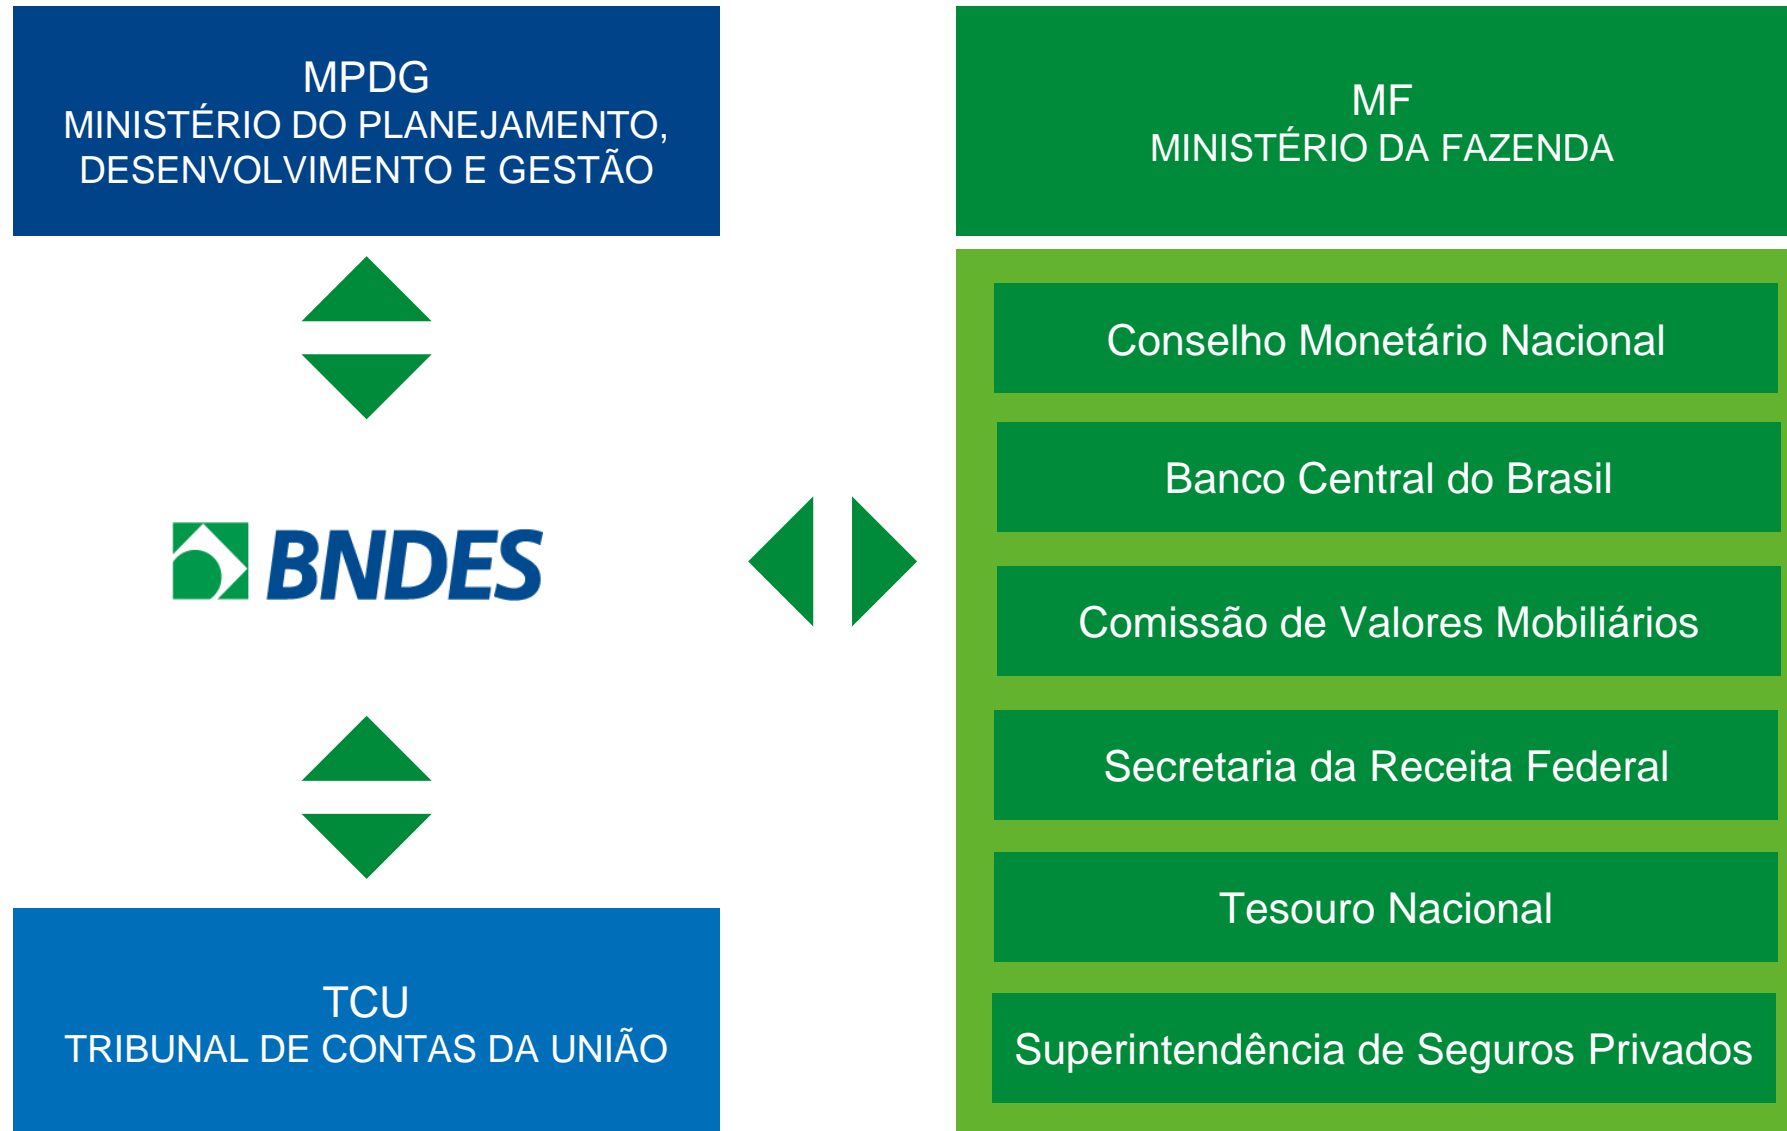 MPDG
MINISTÉRIO DO PLANEJAMENTO,
DESENVOLVIMENTO E GESTÃO
BNDES
TCU
TRIBUNAL DE CONTAS DA UNIÃO
MF
MINISTÉRIO DA FAZENDA
Conselho Monetário Nacional
Banco Central do Brasil
Comissão de Valores Mobiliários
Secretaria da Receita Federal
Tesouro Nacional
Superintendência de Seguros Privados